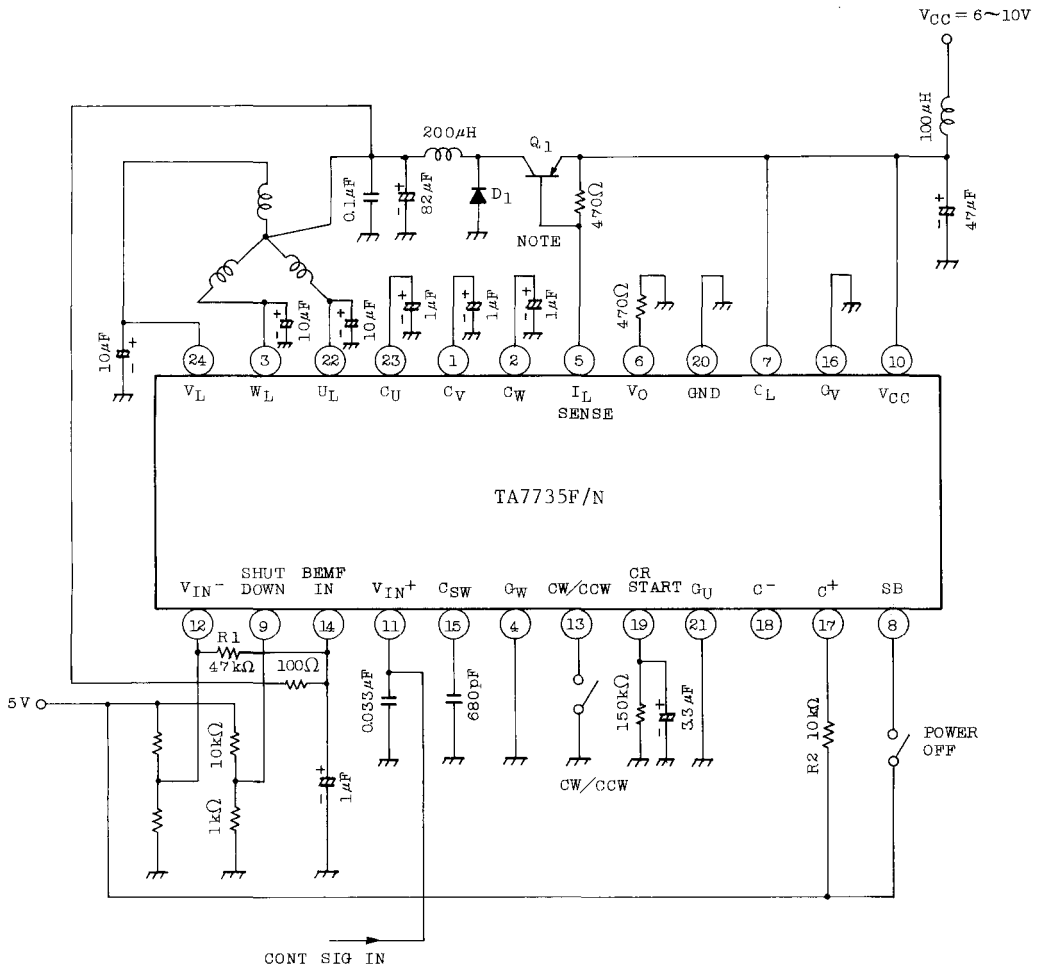 VCC = 6~10V
100μH
200μH
Q1
0.1μF
82μF
D1
470Ω
47μF
NOTE
10μF
10μF
10μF
1μF
1μF
1μF
470Ω
24 3 22 23 1 2 5 6 20 7 16 10
VL WL UL CU CV CW IL VO GND CL GV VCC
SENSE
TA7735F/N
VIN- SHUT DOWN BEMF IN VIN+ CSW GW CW/CCW CR START GU C- C+ SB
12 9 14 11 15 4 13 19 21 18 17 8
R1
47kΩ
100Ω
5V
10kΩ
1kΩ
1μF
0.033μF
680pF
150kΩ
3.3μF
R2 10kΩ
POWER
OFF
CW/CCW
CONT SIG IN